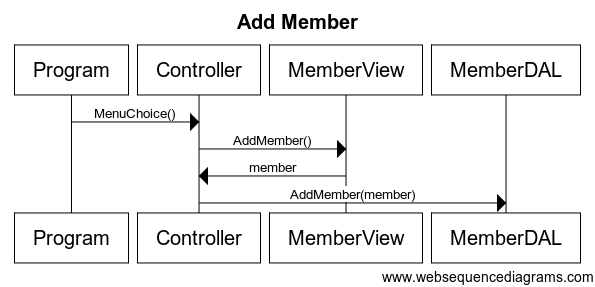 Add Member
Program Controller MemberView MemberDAL
MenuChoice()
AddMember()
member
AddMember(member)
Program Controller MemberView MemberDAL
www.websequencediagrams.com